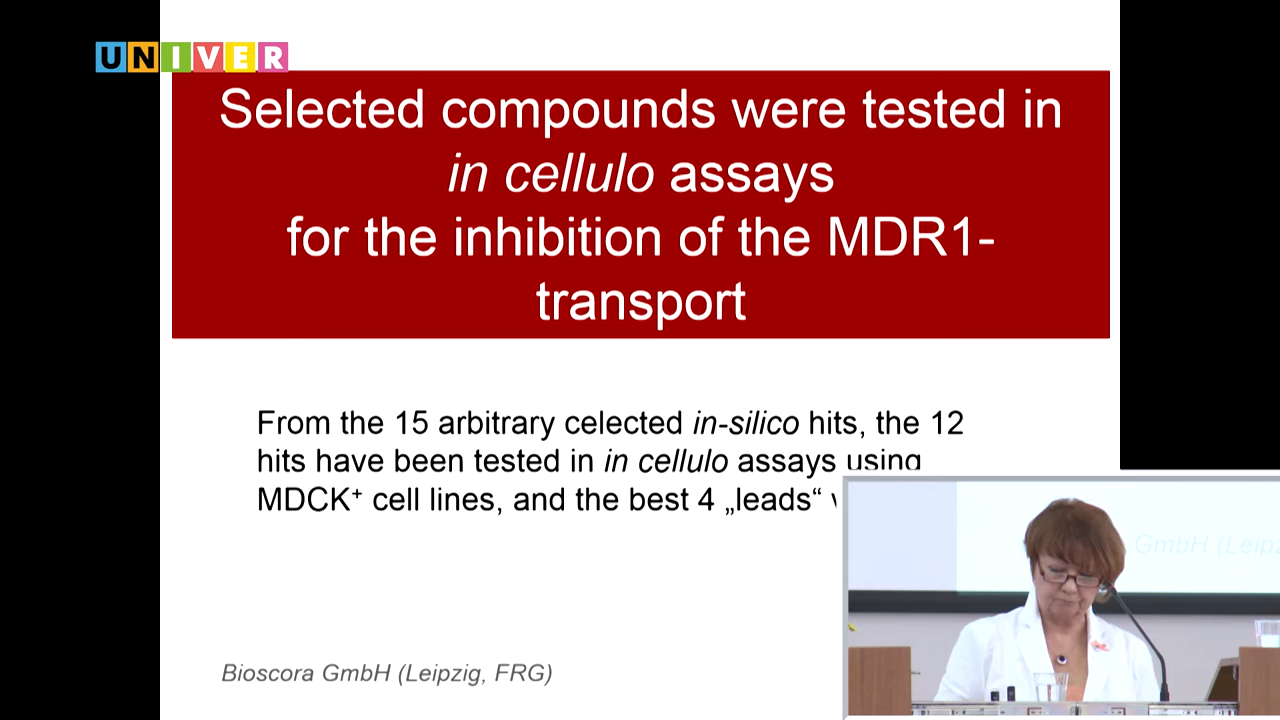 UNIVER
Selected compounds were tested in
in cellulo assays
for the inhibition of the MDR1-
transport
From the 15 arbitrary celected in-silico hits, the 12
hits have been tested in in cellulo assays using
MDCK⁺ cell lines, and the best 4 „leads“
GmbH (Leipz
Bioscora GmbH (Leipzig, FRG)